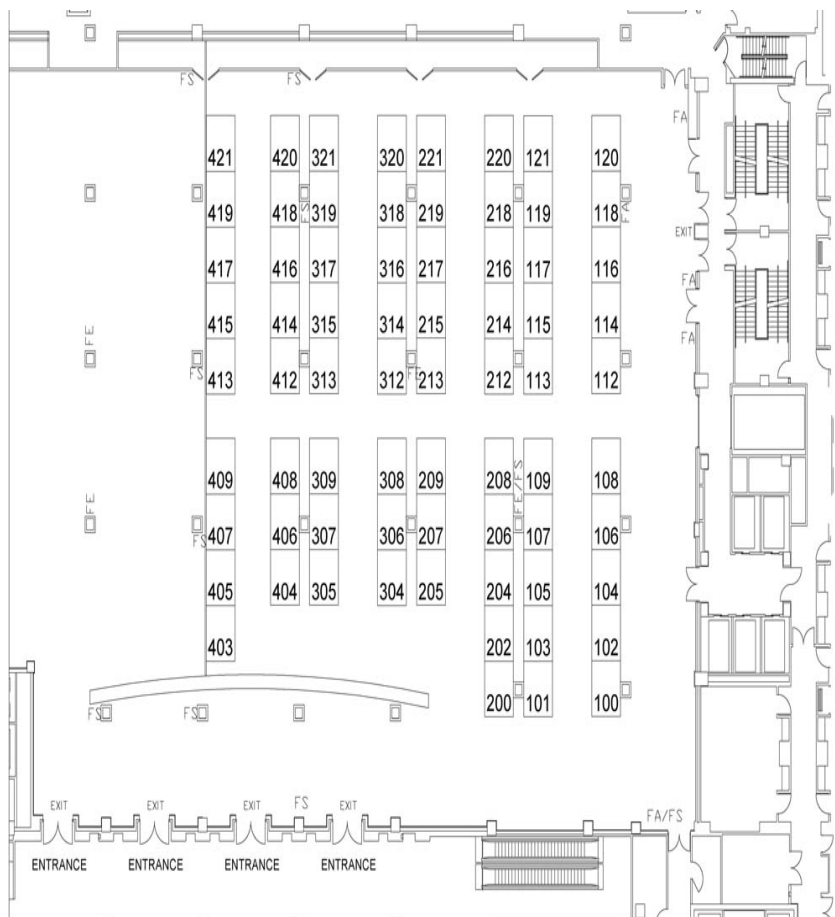 FS FS
FA
421 420 321 320 221 220 121 120
419 418 FS 319 318 219 218 119 118 FA
EXIT
417 416 317 316 217 216 117 116
FA
FE 415 414 315 314 215 214 115 114 FA
FS 413 412 313 312 FE 213 212 113 112
409 408 309 308 209 208 FE/FS 109 108
FE
407 406 307 306 207 206 107 106
FS
405 404 305 304 205 204 105 104
403 202 103 102
200 101 100
FS FS
EXIT EXIT EXIT FS EXIT
FA/FS
ENTRANCE ENTRANCE ENTRANCE ENTRANCE